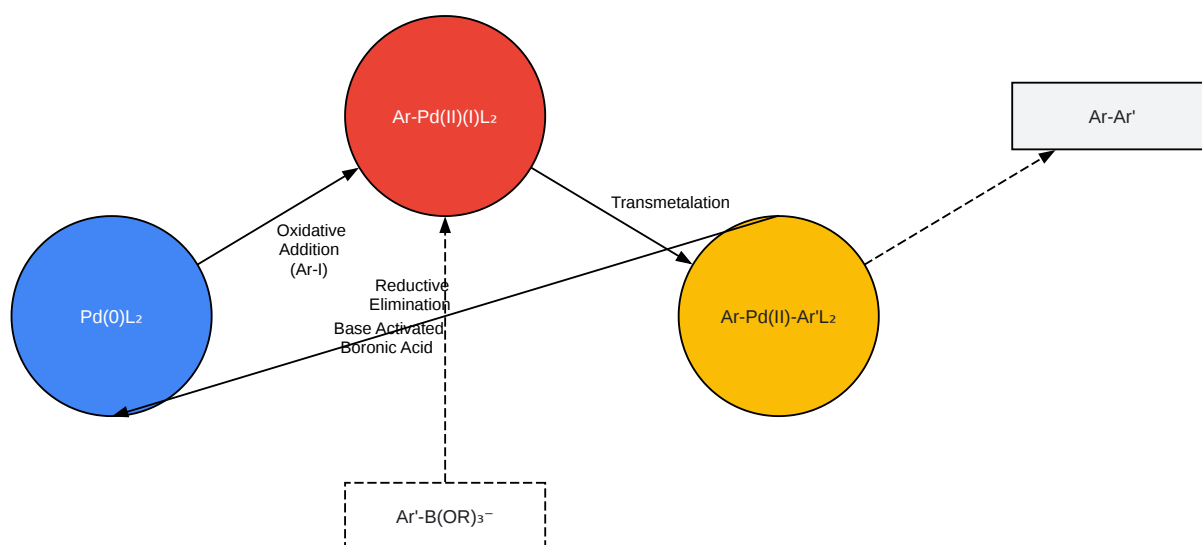 Ar-Pd(II)(I)L₂
Ar-Ar'
Transmetalation
Oxidative
Addition
(Ar-I)
Reductive
Elimination
Pd(0)L₂
Ar-Pd(II)-Ar'L₂
Base Activated
Boronic Acid
Ar'-B(OR)₃⁻